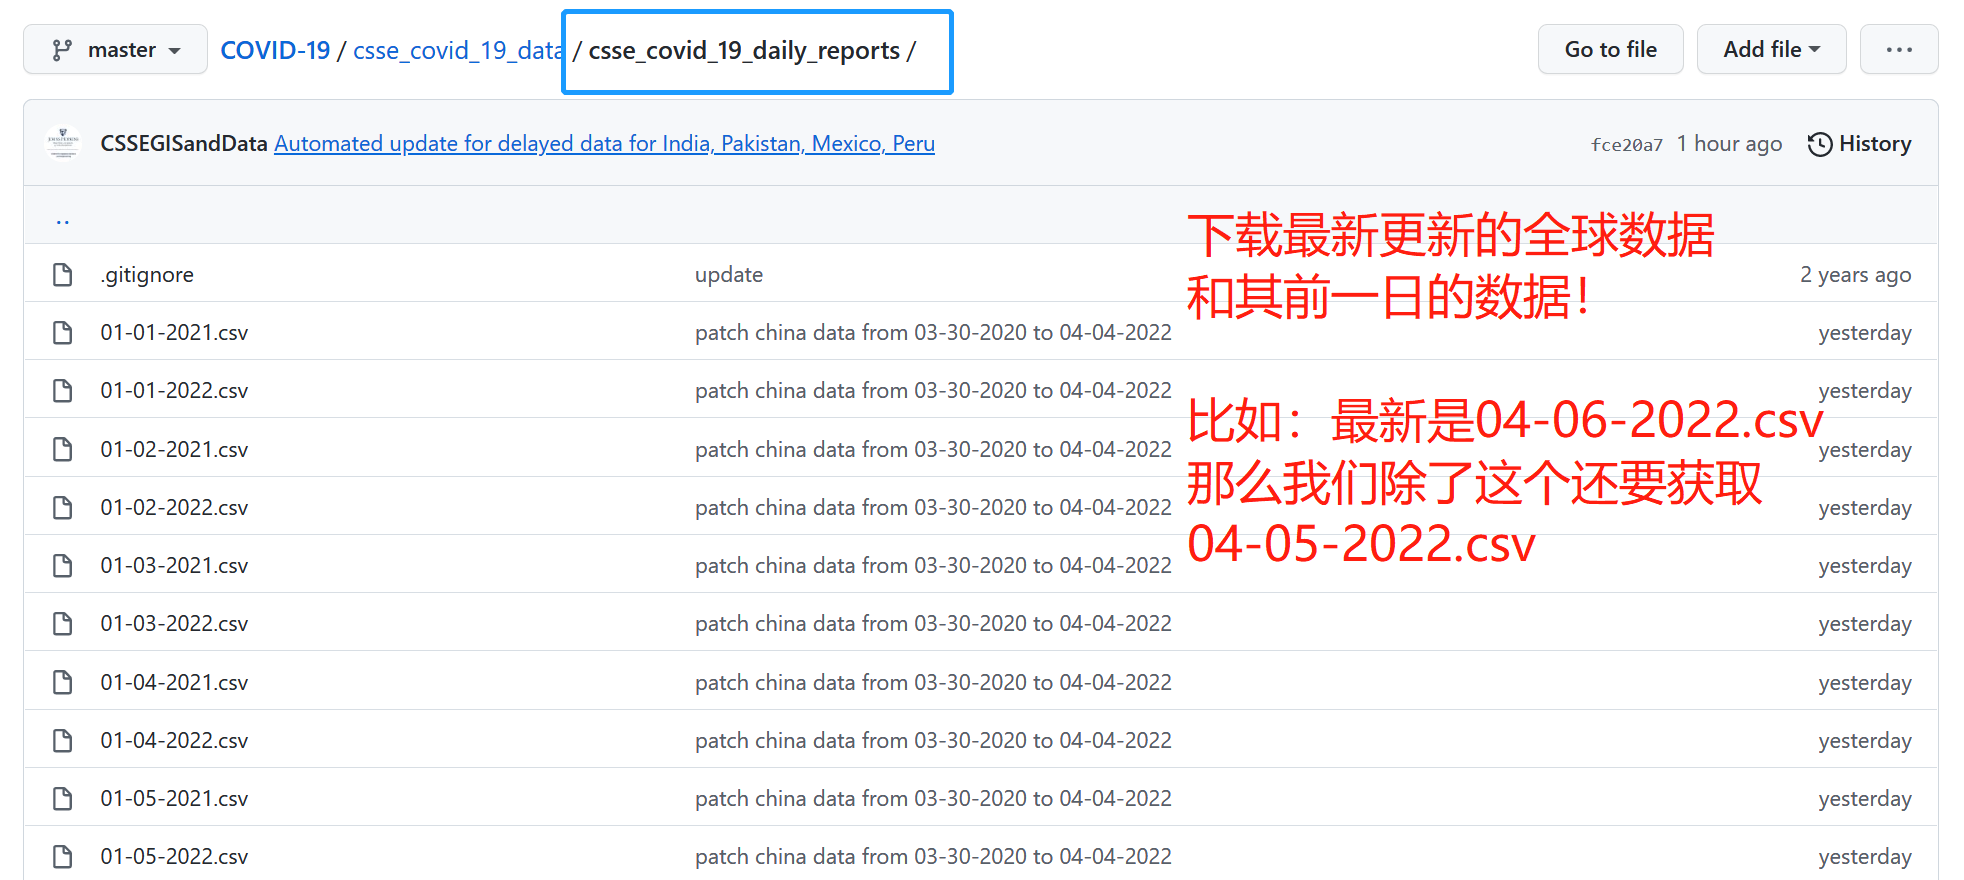 master COVID-19 / csse_covid_19_data / csse_covid_19_daily_reports / Go to file Add file ...
CSSEGISandData Automated update for delayed data for India, Pakistan, Mexico, Peru fce20a7 1 hour ago History
..
下载最新更新的全球数据
.gitignore update 2 years ago
和其前一日的数据！
01-01-2021.csv patch china data from 03-30-2020 to 04-04-2022 yesterday
01-01-2022.csv patch china data from 03-30-2020 to 04-04-2022 yesterday
比如：最新是04-06-2022.csv
01-02-2021.csv patch china data from 03-30-2020 to 04-04-2022 yesterday
那么我们除了这个还要获取
01-02-2022.csv patch china data from 03-30-2020 to 04-04-2022 yesterday
04-05-2022.csv
01-03-2021.csv patch china data from 03-30-2020 to 04-04-2022 yesterday
01-03-2022.csv patch china data from 03-30-2020 to 04-04-2022 yesterday
01-04-2021.csv patch china data from 03-30-2020 to 04-04-2022 yesterday
01-04-2022.csv patch china data from 03-30-2020 to 04-04-2022 yesterday
01-05-2021.csv patch china data from 03-30-2020 to 04-04-2022 yesterday
01-05-2022.csv patch china data from 03-30-2020 to 04-04-2022 yesterday